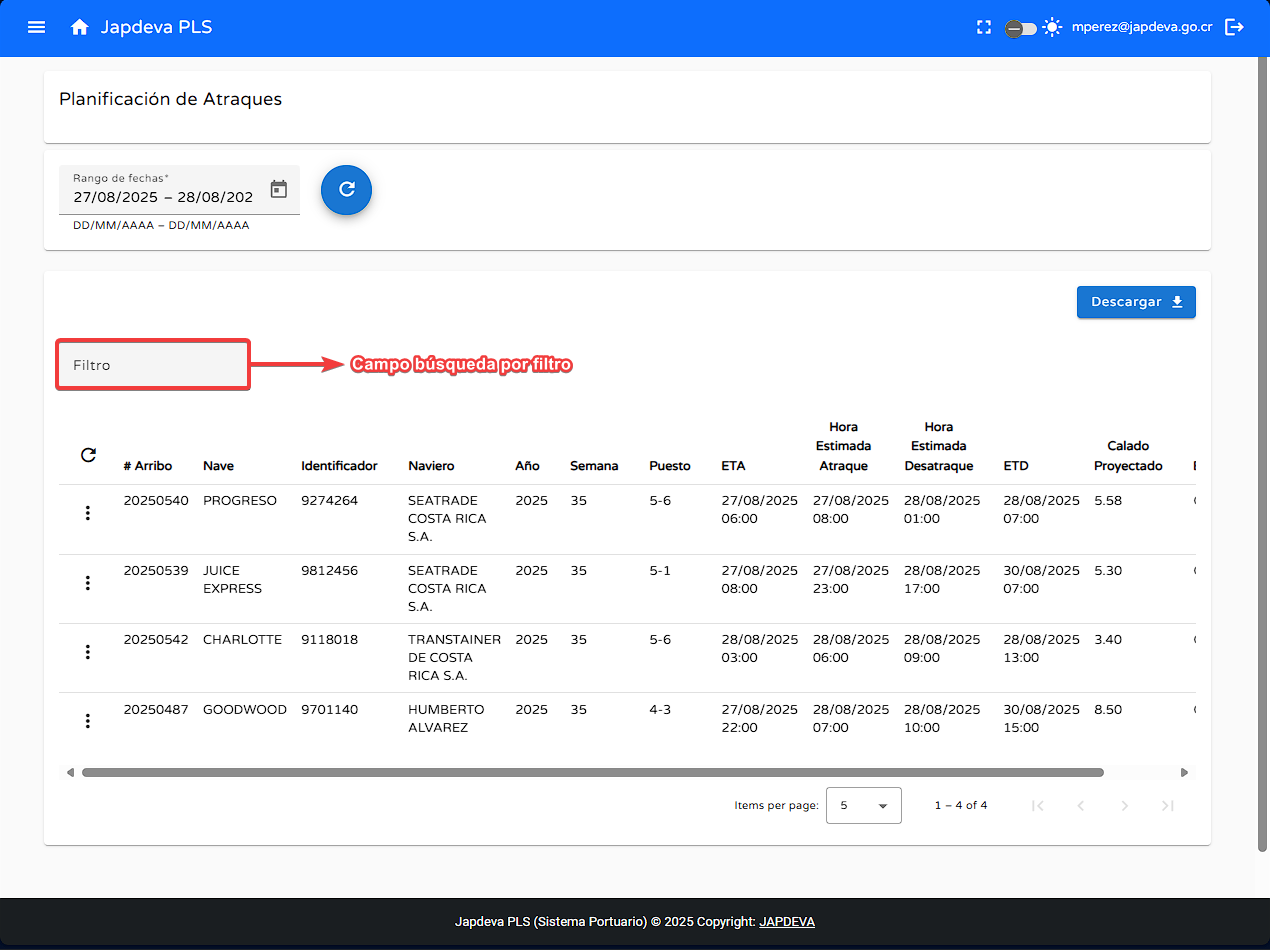 Japdeva PLS
mperez@japdeva.go.cr
Planificación de Atraques
Rango de fechas*
27/08/2025 – 28/08/202
DD/MM/AAAA – DD/MM/AAAA
Descargar
Filtro
Campo búsqueda por filtro
# Arribo Nave Identificador Naviero Año Semana Puesto ETA Hora Estimada Atraque Hora Estimada Desatraque ETD Calado Proyectado
20250540 PROGRESO 9274264 SEATRADE COSTA RICA S.A. 2025 35 5-6 27/08/2025 06:00 27/08/2025 08:00 28/08/2025 01:00 28/08/2025 07:00 5.58
20250539 JUICE EXPRESS 9812456 SEATRADE COSTA RICA S.A. 2025 35 5-1 27/08/2025 08:00 27/08/2025 23:00 28/08/2025 17:00 30/08/2025 07:00 5.30
20250542 CHARLOTTE 9118018 TRANSTAINER DE COSTA RICA S.A. 2025 35 5-6 28/08/2025 03:00 28/08/2025 06:00 28/08/2025 09:00 28/08/2025 13:00 3.40
20250487 GOODWOOD 9701140 HUMBERTO ALVAREZ 2025 35 4-3 27/08/2025 22:00 28/08/2025 07:00 28/08/2025 10:00 30/08/2025 15:00 8.50
Items per page: 5 1 – 4 of 4
Japdeva PLS (Sistema Portuario) © 2025 Copyright: JAPDEVA